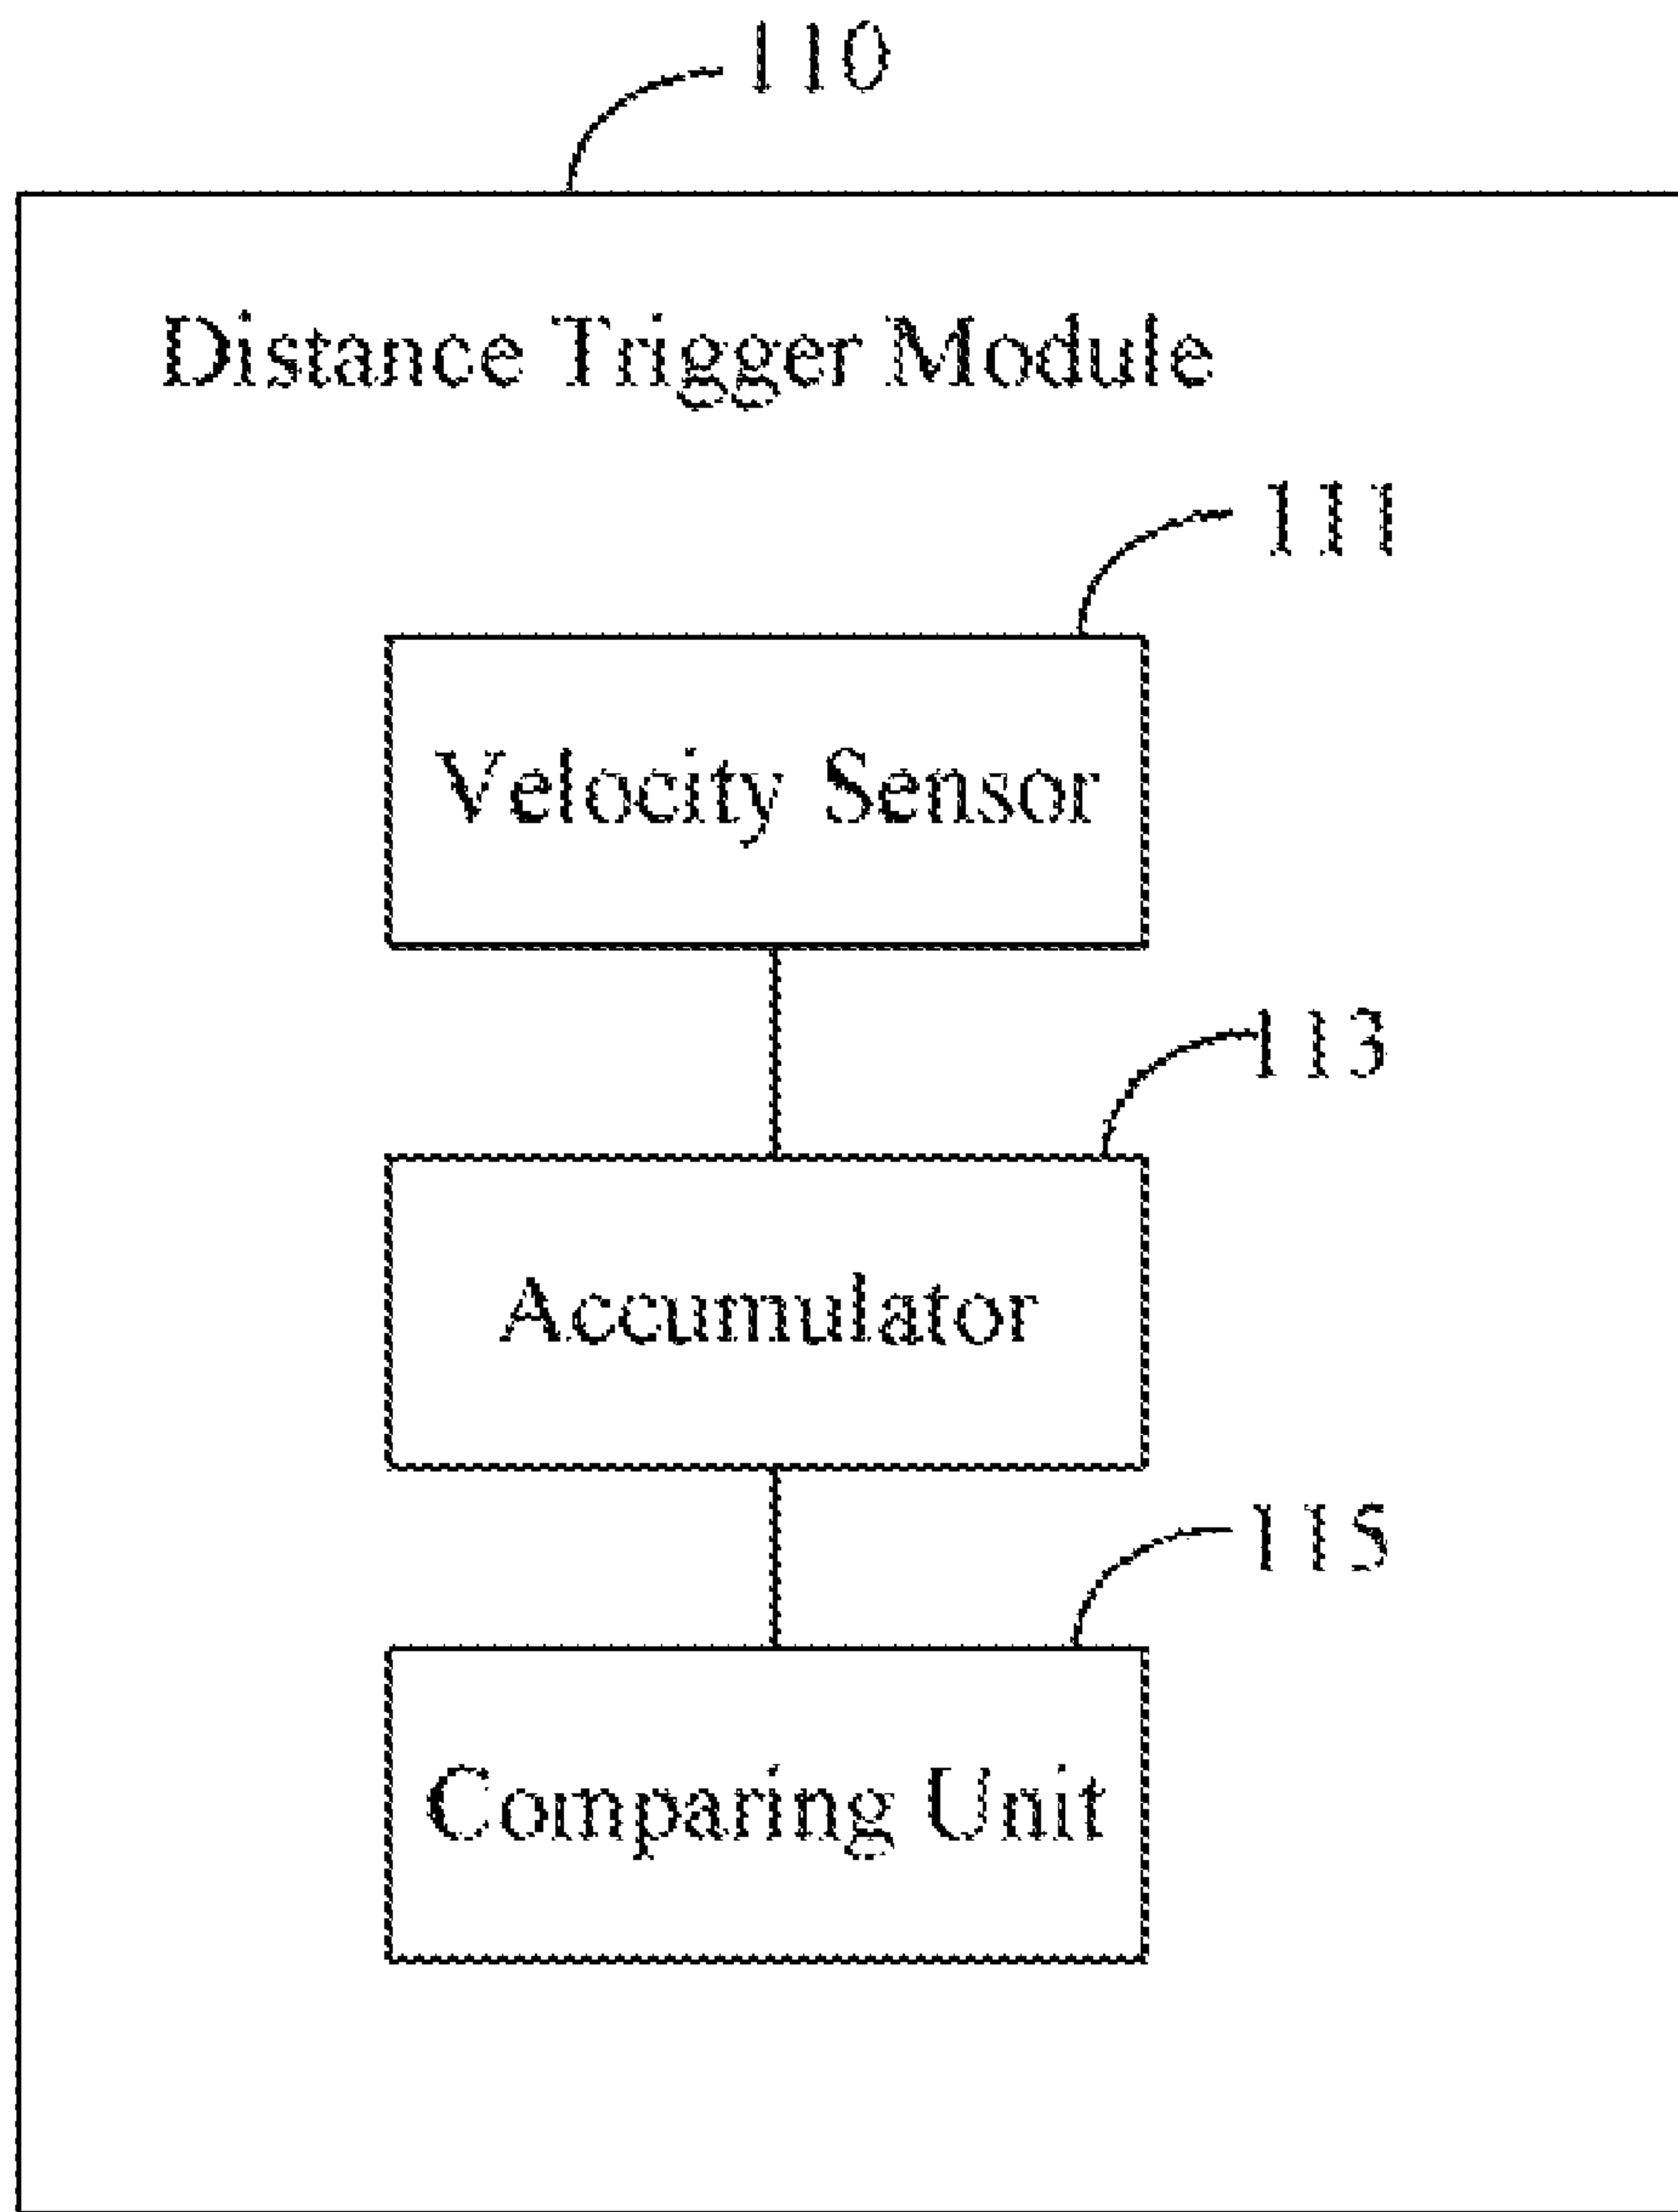 110
Distance Trigger Module
111
Velocity Sensor
113
Accumulator
115
Comparing Unit